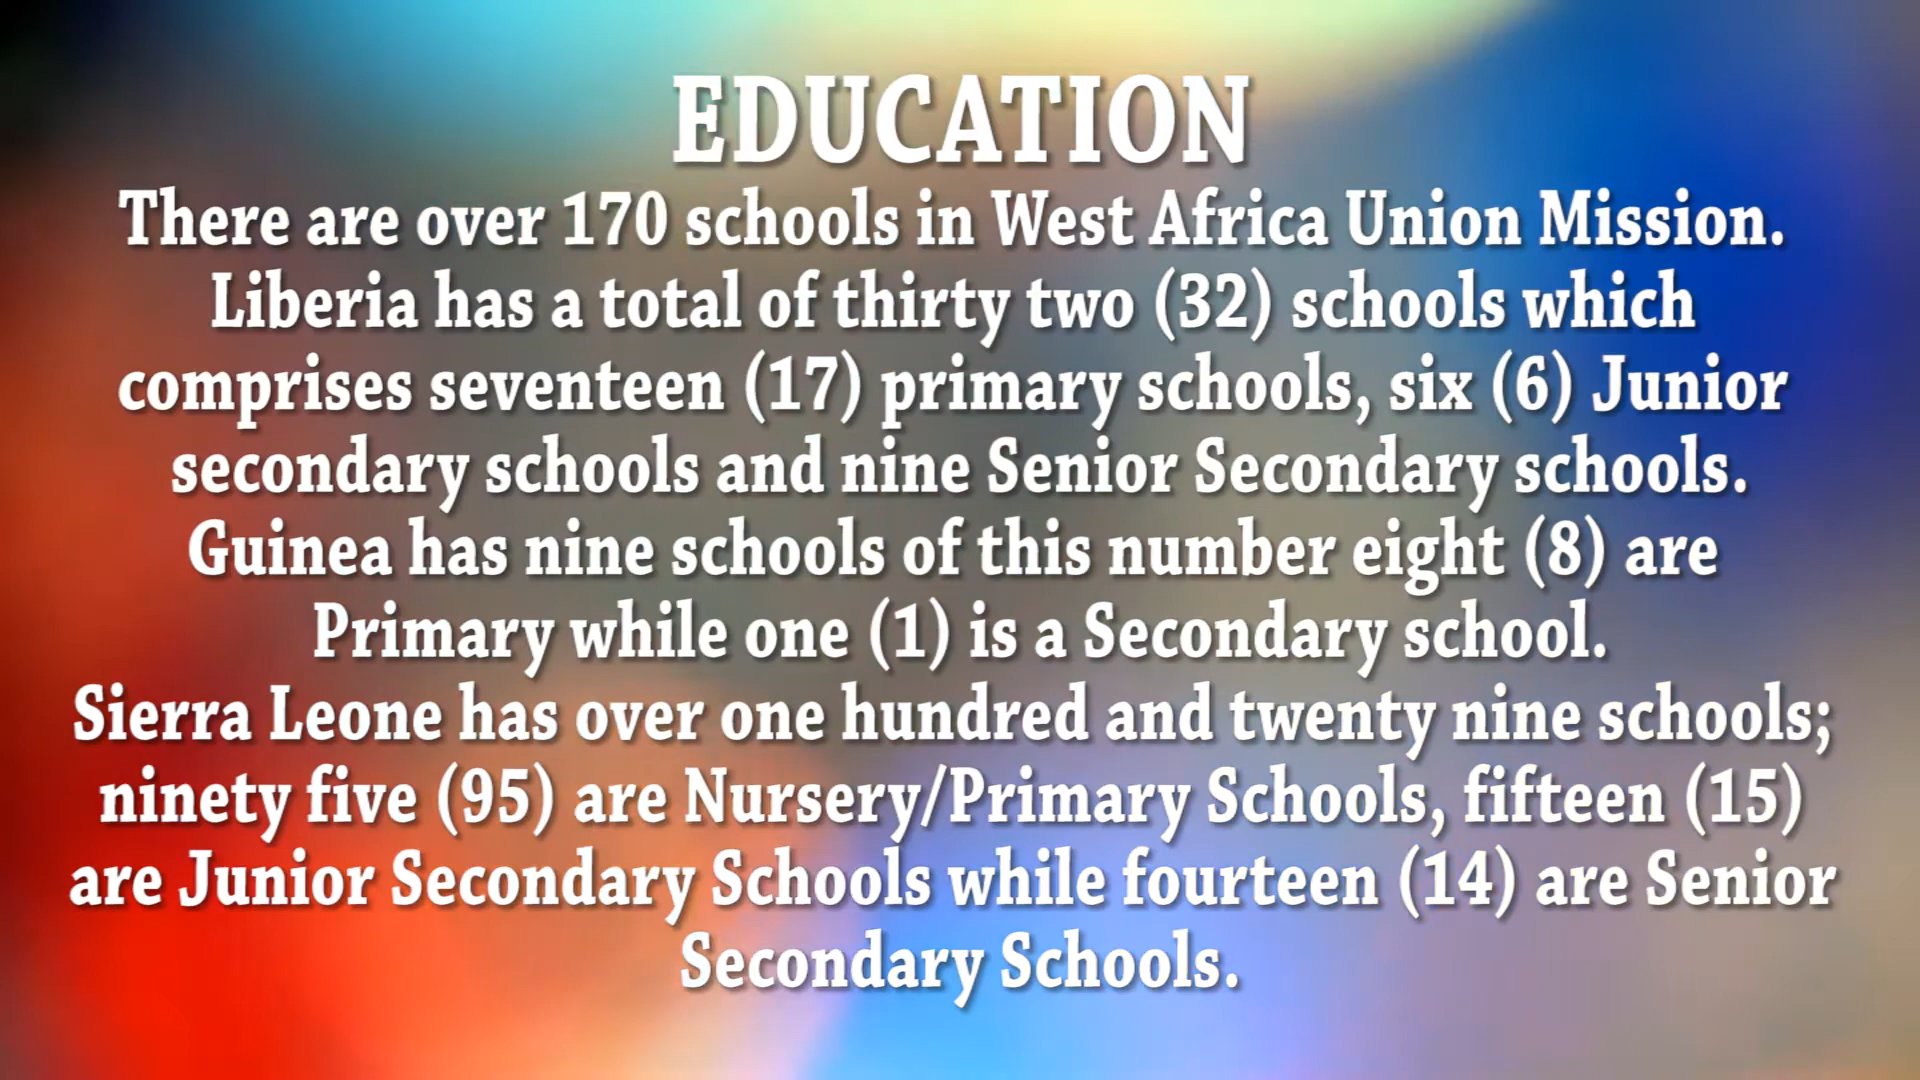 EDUCATION
There are over 170 schools in West Africa Union Mission.
Liberia has a total of thirty two (32) schools which
comprises seventeen (17) primary schools, six (6) Junior
secondary schools and nine Senior Secondary schools.
Guinea has nine schools of this number eight (8) are
Primary while one (1) is a Secondary school.
Sierra Leone has over one hundred and twenty nine schools;
ninety five (95) are Nursery/Primary Schools, fifteen (15)
are Junior Secondary Schools while fourteen (14) are Senior
Secondary Schools.